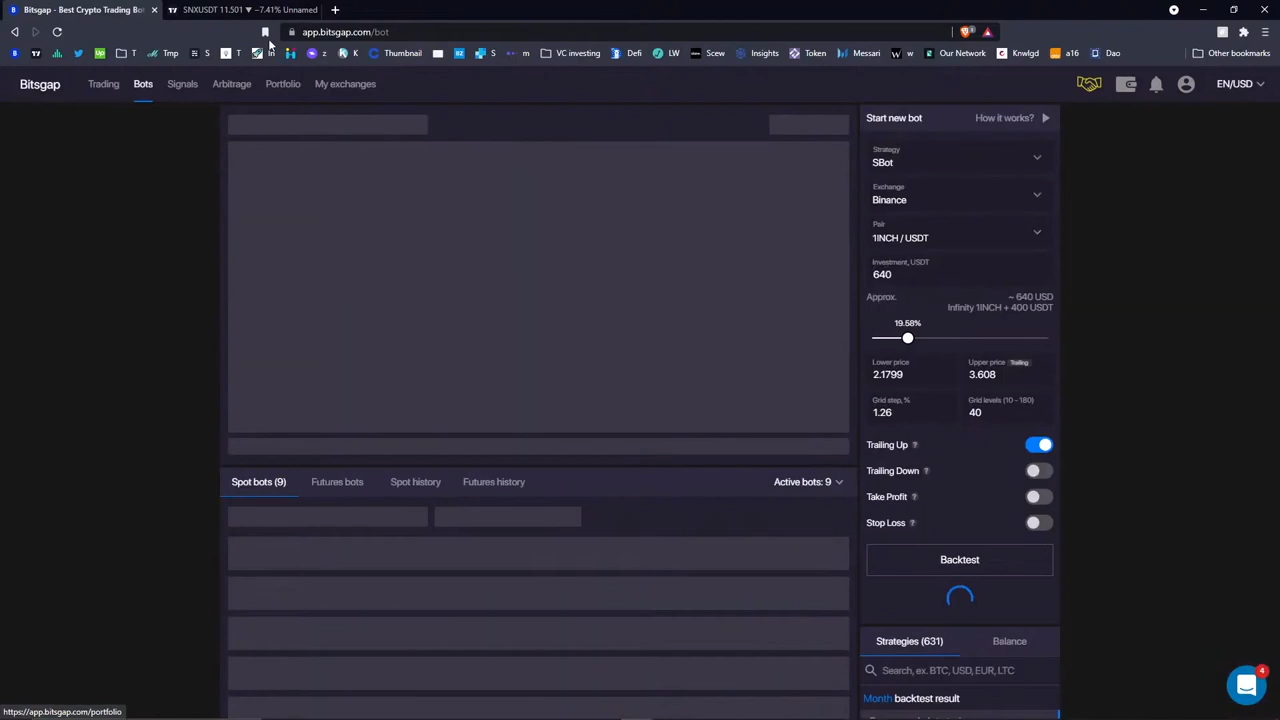 Bitsgap - Best Crypto Trading Bot
SNXUSDT 11.501 ▼ −7.41% Unnamed
app.bitsgap.com/bot
Up T Tmp S T in z K Thumbnail BZ S m VC investing Defi LW Scew Insights Token Messari w Our Network Knwlgd a16 Dao Other bookmarks
Bitsgap Trading Bots Signals Arbitrage Portfolio My exchanges EN/USD
Start new bot How it works?
Strategy
SBot
Exchange
Binance
Pair
1INCH / USDT
Investment, USDT
640
Approx. ~ 640 USD
Infinity 1INCH + 400 USDT
19.58%
Lower price Upper price Trailing
2.1799 3.608
Grid step, % Grid levels (10 - 180)
1.26 40
Trailing Up ?
Trailing Down ?
Take Profit ?
Stop Loss ?
Backtest
Spot bots (9) Futures bots Spot history Futures history Active bots: 9
Strategies (631) Balance
Search, ex. BTC, USD, EUR, LTC
Month backtest result
4
https://app.bitsgap.com/portfolio